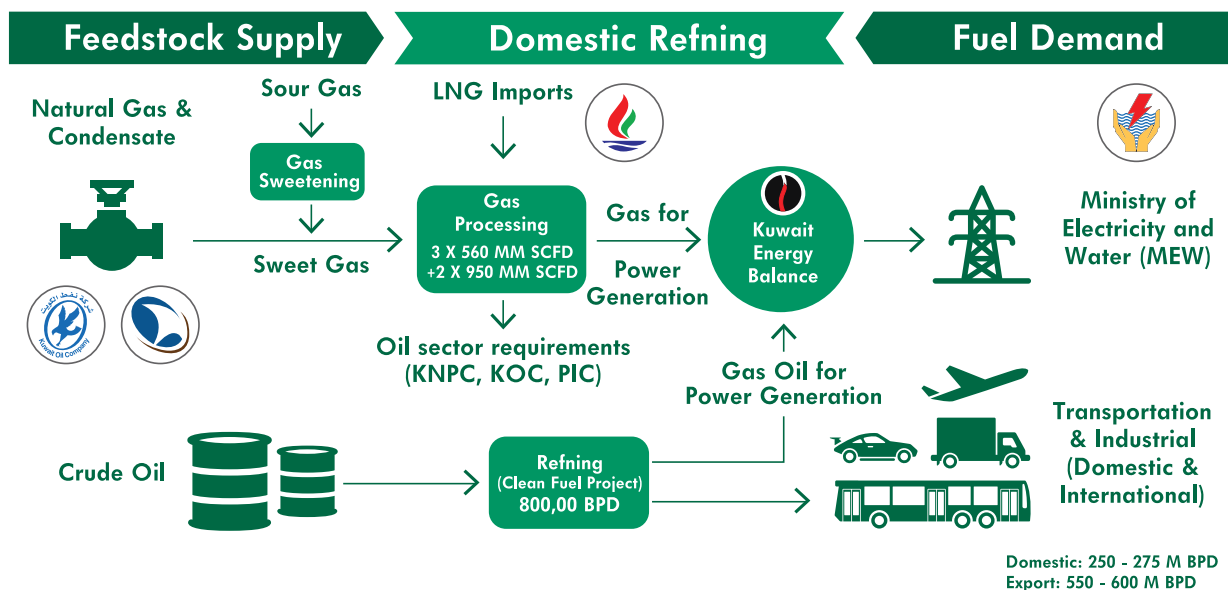 Feedstock Supply
Domestic Refning
Fuel Demand
Natural Gas &
Condensate
Sour Gas
Gas
Sweetening
Sweet Gas
شركة نفط الكويت
Kuwait Oil Company
LNG Imports
Gas
Processing
3 X 560 MM SCFD
+2 X 950 MM SCFD
Oil sector requirements
(KNPC, KOC, PIC)
Gas for
Power
Generation
Kuwait
Energy
Balance
Ministry of
Electricity and
Water (MEW)
Gas Oil for
Power Generation
Crude Oil
Refning
(Clean Fuel Project)
800,00 BPD
Transportation
& Industrial
(Domestic &
International)
Domestic: 250 - 275 M BPD
Export: 550 - 600 M BPD